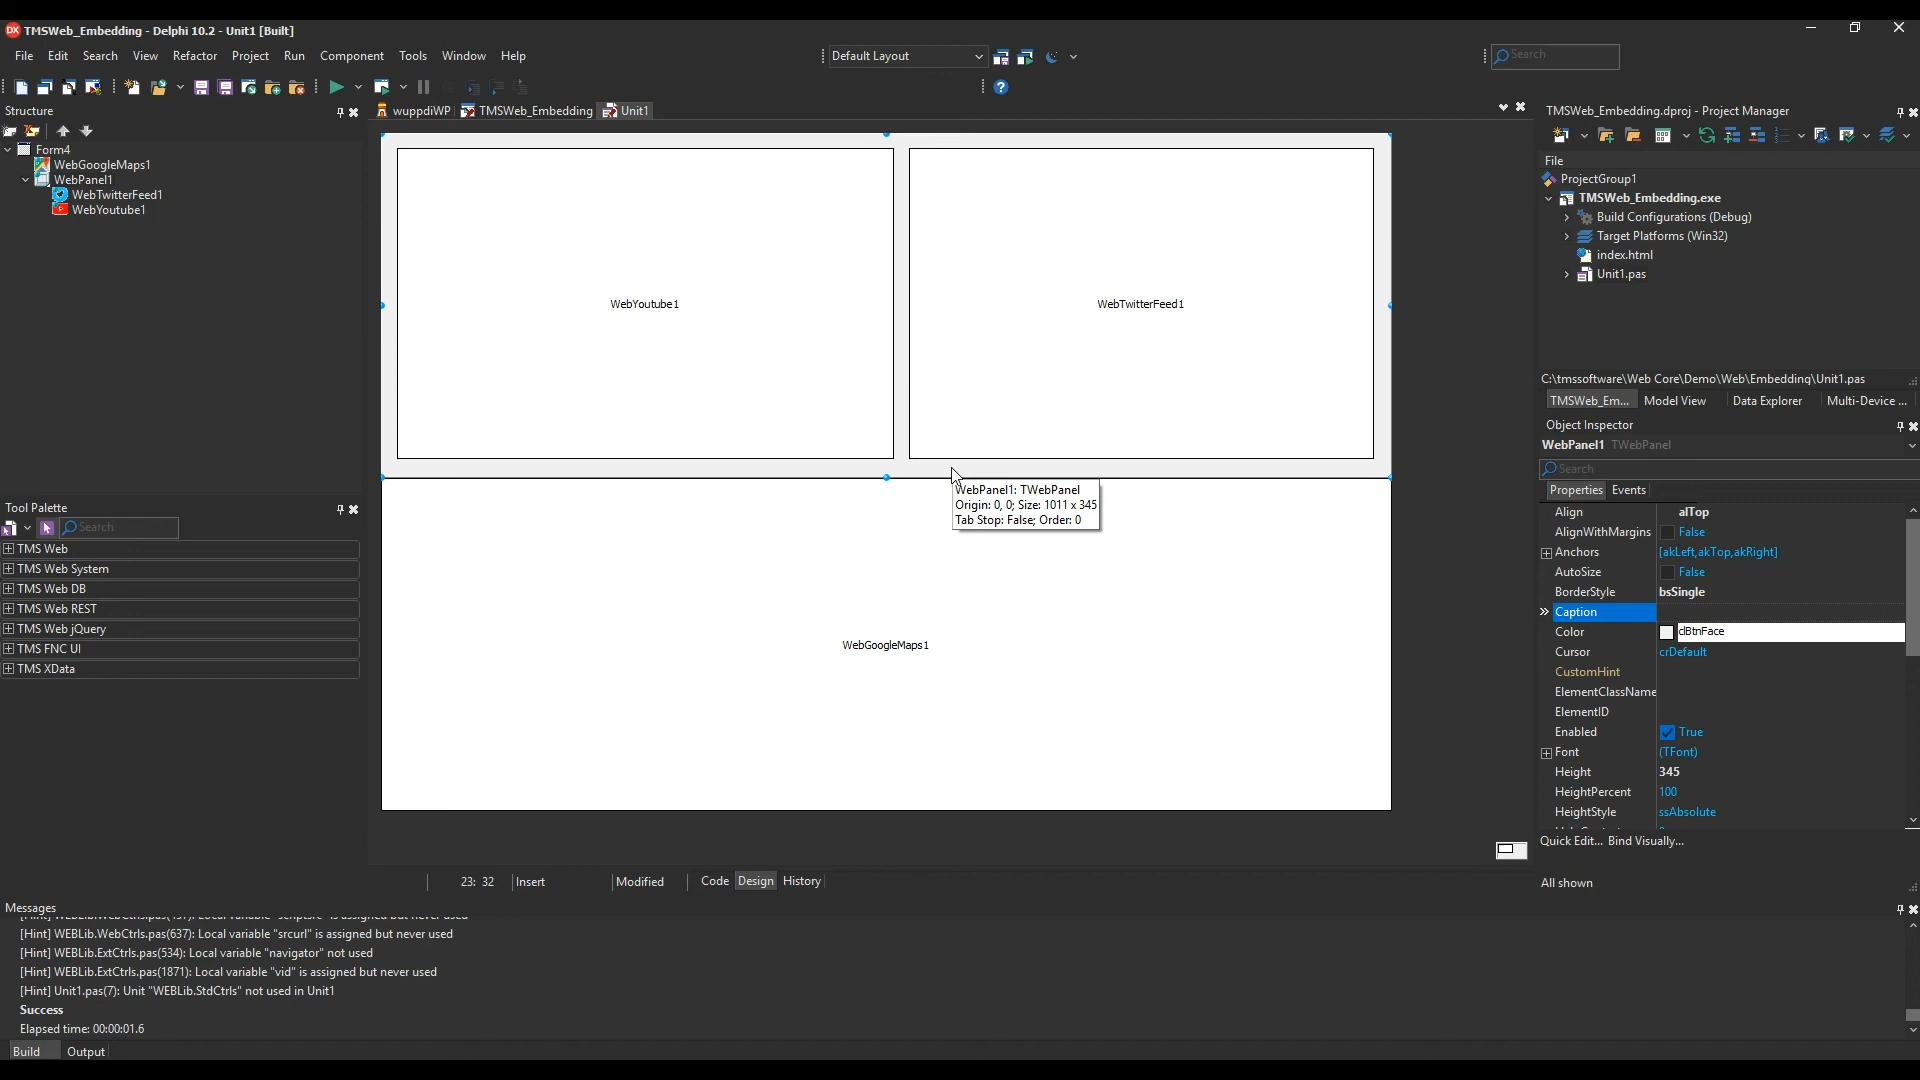 TMSWeb_Embedding - Delphi 10.2 - Unit1 [Built]
File Edit Search View Refactor Project Run Component Tools Window Help
Default Layout
Search
Structure
wuppdiWP TMSWeb_Embedding Unit1
TMSWeb_Embedding.dproj - Project Manager
Form4
WebGoogleMaps1
WebPanel1
WebTwitterFeed1
WebYoutube1
File
ProjectGroup1
TMSWeb_Embedding.exe
Build Configurations (Debug)
Target Platforms (Win32)
index.html
Unit1.pas
WebYoutube1
WebTwitterFeed1
C:\tmssoftware\Web Core\Demo\Web\Embedding\Unit1.pas
TMSWeb_Em... Model View Data Explorer Multi-Device ...
Object Inspector
WebPanel1 TWebPanel
Search
Properties Events
WebPanel1: TWebPanel
Origin: 0, 0; Size: 1011 x 345
Tab Stop: False; Order: 0
Tool Palette
Search
TMS Web
TMS Web System
TMS Web DB
TMS Web REST
TMS Web jQuery
TMS FNC UI
TMS XData
WebGoogleMaps1
Align alTop
AlignWithMargins False
Anchors [akLeft,akTop,akRight]
AutoSize False
BorderStyle bsSingle
Caption
Color clBtnFace
Cursor crDefault
CustomHint
ElementClassName
ElementID
Enabled True
Font (TFont)
Height 345
HeightPercent 100
HeightStyle ssAbsolute
Quick Edit... Bind Visually...
All shown
23: 32 Insert Modified Code Design History
Messages
[Hint] WEBLib.WebCtrls.pas(637): Local variable "srcurl" is assigned but never used
[Hint] WEBLib.ExtCtrls.pas(534): Local variable "navigator" not used
[Hint] WEBLib.ExtCtrls.pas(1871): Local variable "vid" is assigned but never used
[Hint] Unit1.pas(7): Unit "WEBLib.StdCtrls" not used in Unit1
Success
Elapsed time: 00:00:01.6
Build Output